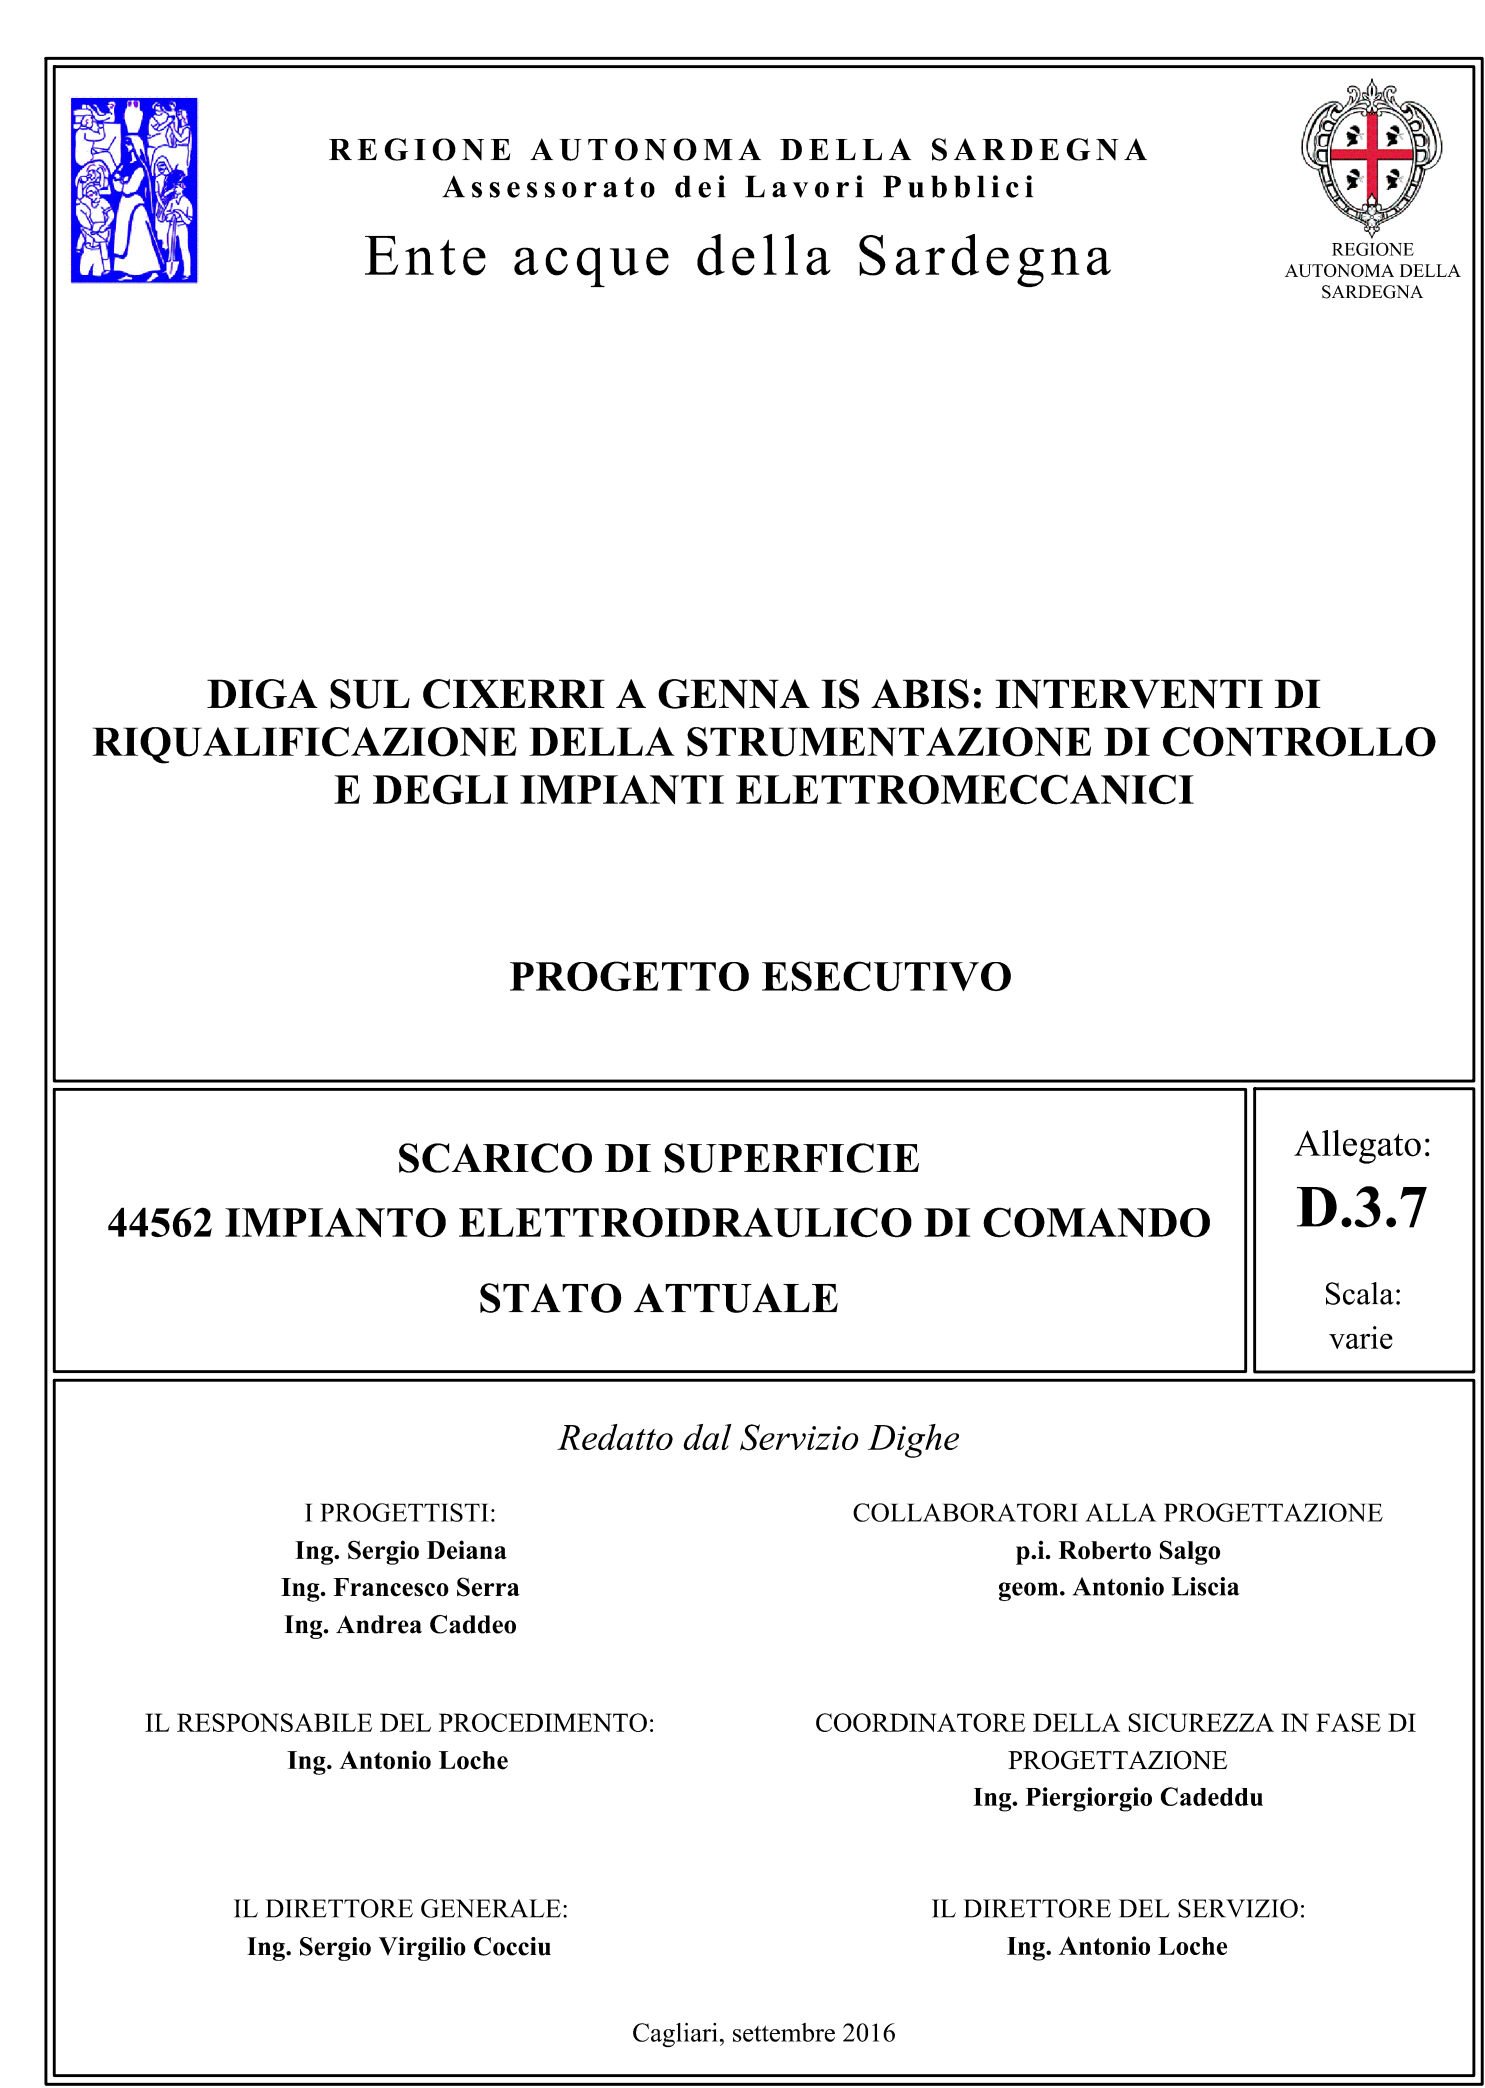 REGIONE AUTONOMA DELLA SARDEGNA
Assessorato dei Lavori Pubblici
Ente acque della Sardegna
REGIONE
AUTONOMA DELLA
SARDEGNA
DIGA SUL CIXERRI A GENNA IS ABIS: INTERVENTI DI
RIQUALIFICAZIONE DELLA STRUMENTAZIONE DI CONTROLLO
E DEGLI IMPIANTI ELETTROMECCANICI
PROGETTO ESECUTIVO
SCARICO DI SUPERFICIE
44562 IMPIANTO ELETTROIDRAULICO DI COMANDO
STATO ATTUALE
Allegato:
D.3.7
Scala:
varie
Redatto dal Servizio Dighe
I PROGETTISTI:
Ing. Sergio Deiana
Ing. Francesco Serra
Ing. Andrea Caddeo
COLLABORATORI ALLA PROGETTAZIONE
p.i. Roberto Salgo
geom. Antonio Liscia
IL RESPONSABILE DEL PROCEDIMENTO:
Ing. Antonio Loche
COORDINATORE DELLA SICUREZZA IN FASE DI
PROGETTAZIONE
Ing. Piergiorgio Cadeddu
IL DIRETTORE GENERALE:
Ing. Sergio Virgilio Cocciu
IL DIRETTORE DEL SERVIZIO:
Ing. Antonio Loche
Cagliari, settembre 2016